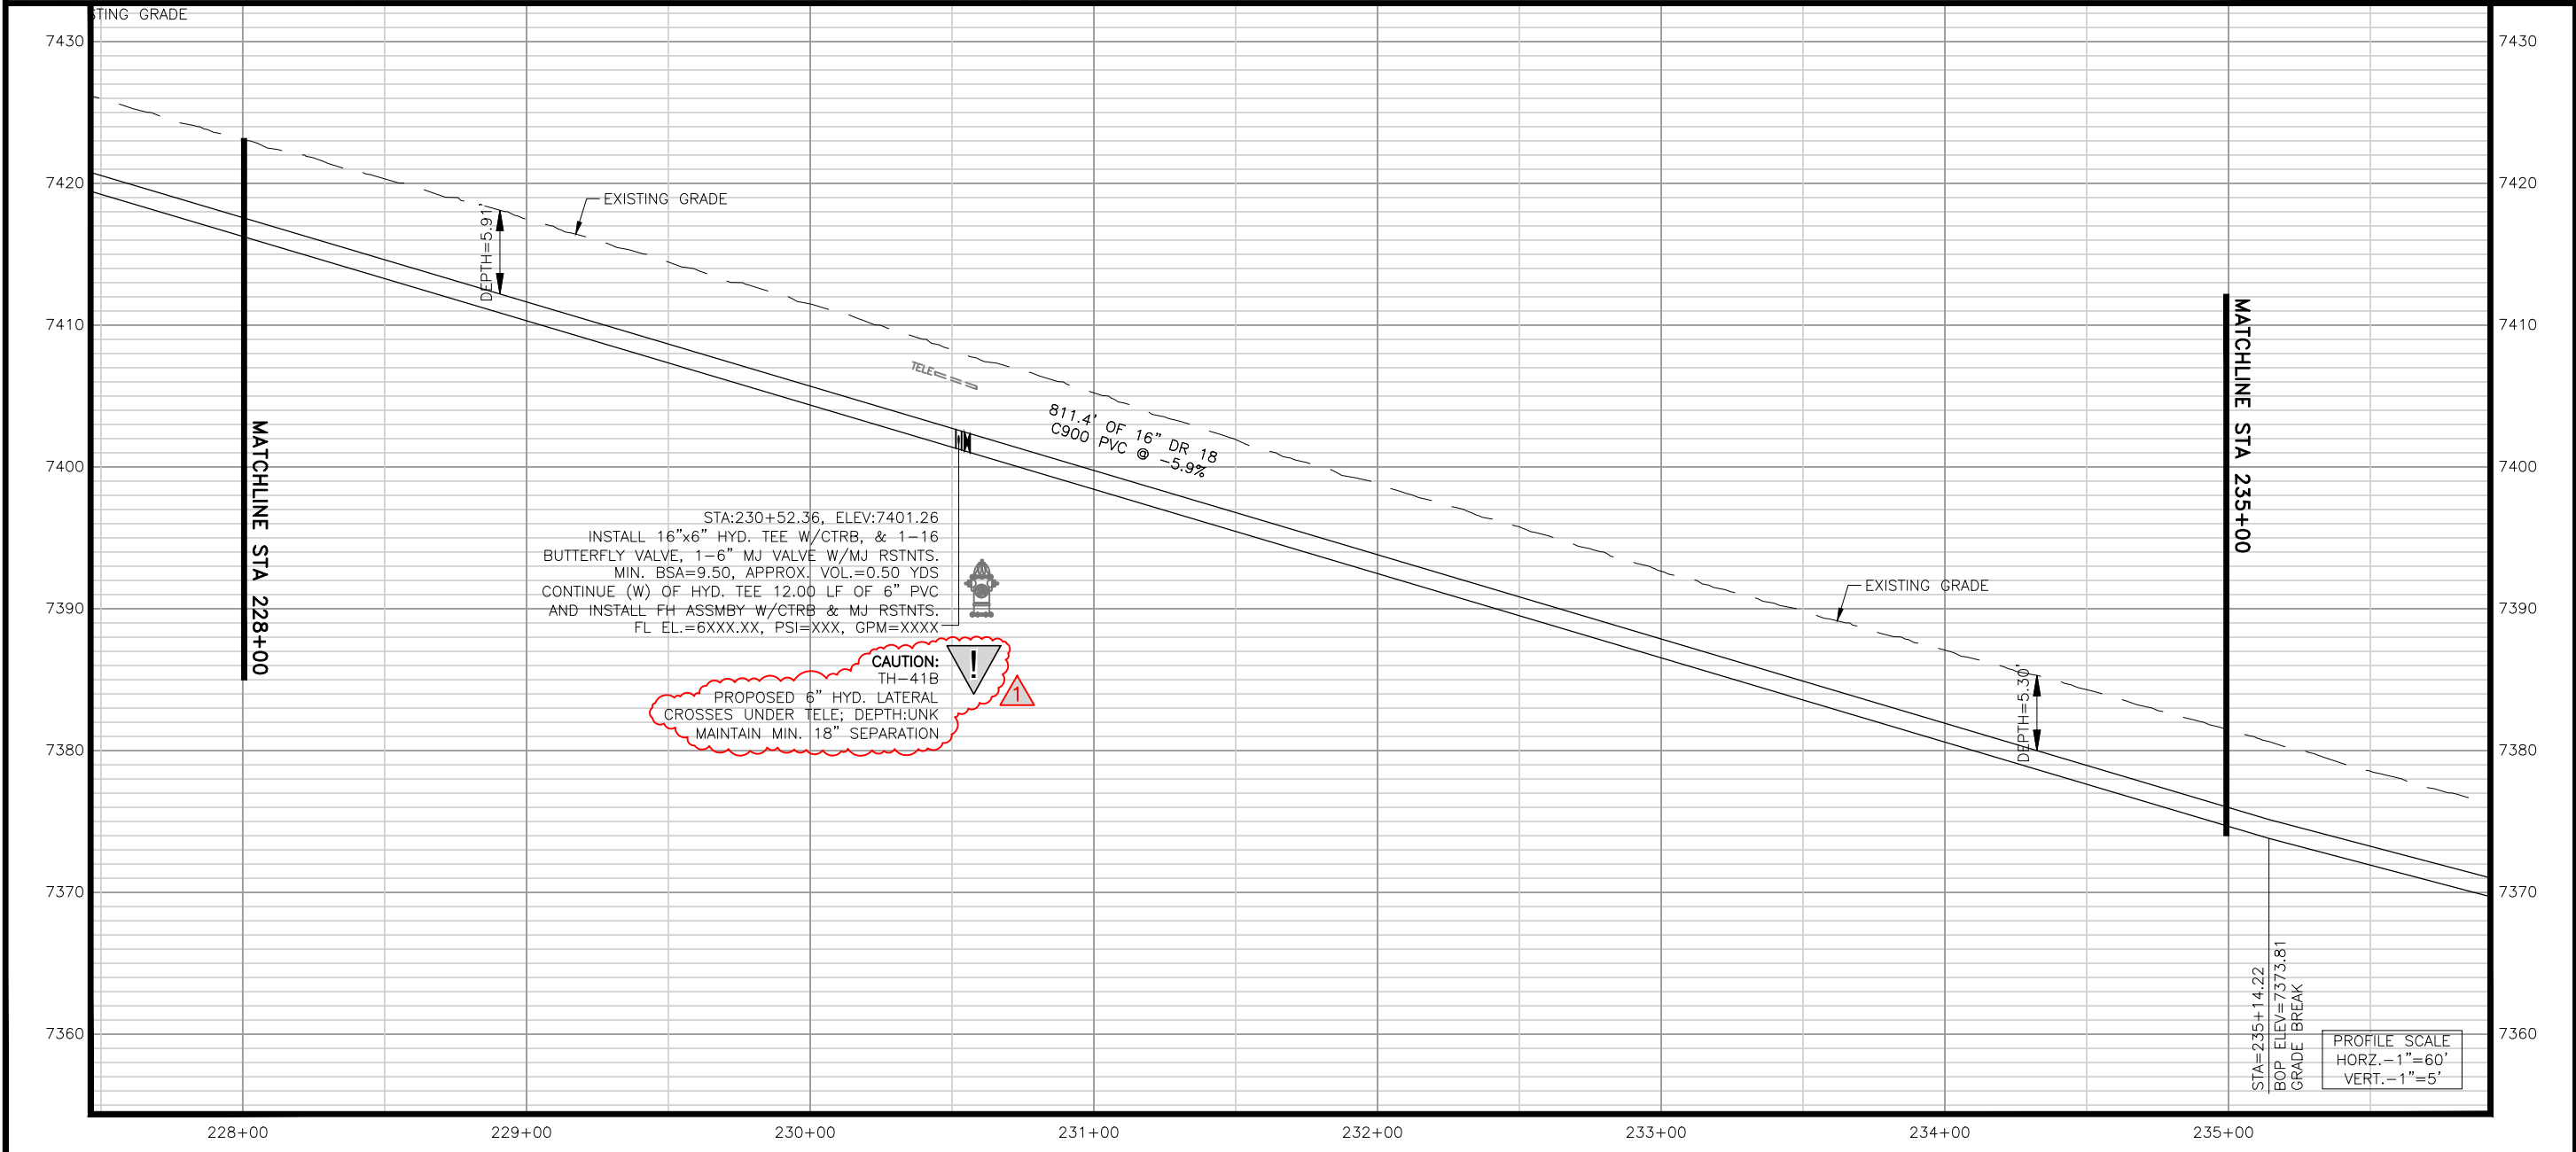 STING GRADE
7430
7430
7420
7420
7410
7410
7400
7400
7390
7390
7380
7380
7370
7370
7360
7360
MATCHLINE STA 228+00
DEPTH=5.91'
EXISTING GRADE
TELE
811.4' OF 16" DR 18
C900 PVC @ -5.9%
STA:230+52.36, ELEV:7401.26
INSTALL 16"x6" HYD. TEE W/CTRB, & 1-16
BUTTERFLY VALVE, 1-6" MJ VALVE W/MJ RSTNTS.
MIN. BSA=9.50, APPROX. VOL.=0.50 YDS
CONTINUE (W) OF HYD. TEE 12.00 LF OF 6" PVC
AND INSTALL FH ASSMBY W/CTRB & MJ RSTNTS.
FL EL.=6XXX.XX, PSI=XXX, GPM=XXXX
CAUTION:
TH-41B
PROPOSED 6" HYD. LATERAL
CROSSES UNDER TELE; DEPTH:UNK
MAINTAIN MIN. 18" SEPARATION
!
1
EXISTING GRADE
DEPTH=5.30'
MATCHLINE STA 235+00
STA=235+14.22
BOP ELEV=7373.81
GRADE BREAK
PROFILE SCALE
HORZ.-1"=60'
VERT.-1"=5'
228+00
229+00
230+00
231+00
232+00
233+00
234+00
235+00